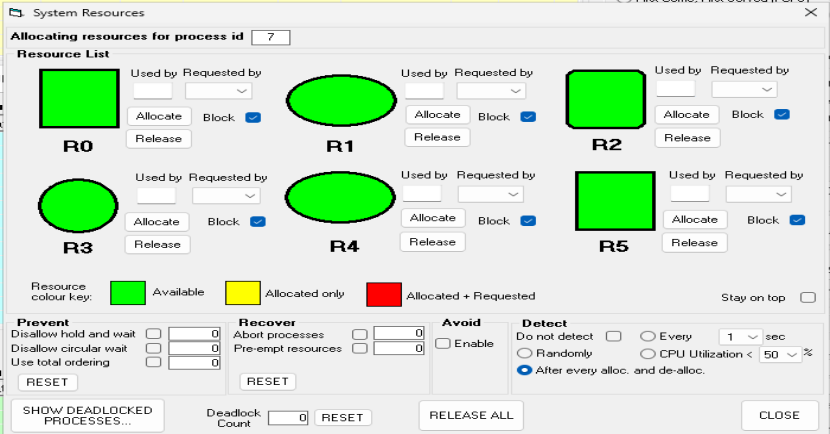 System Resources
Allocating resources for process id 7
Resource List
Used by Requested by
Allocate Block
Release
R0
Used by Requested by
Allocate Block
Release
R1
Used by Requested by
Allocate Block
Release
R2
Used by Requested by
Allocate Block
Release
R3
Used by Requested by
Allocate Block
Release
R4
Used by Requested by
Allocate Block
Release
R5
Resource
colour key:
Available
Allocated only
Allocated + Requested
Stay on top
Prevent
Disallow hold and wait 0
Disallow circular wait 0
Use total ordering 0
RESET
Recover
Abort processes 0
Pre-empt resources 0
RESET
Avoid
Enable
Detect
Do not detect Every 1 sec
Randomly CPU Utilization < 50 %
After every alloc. and de-alloc.
SHOW DEADLOCKED
PROCESSES...
Deadlock
Count 0 RESET
RELEASE ALL
CLOSE